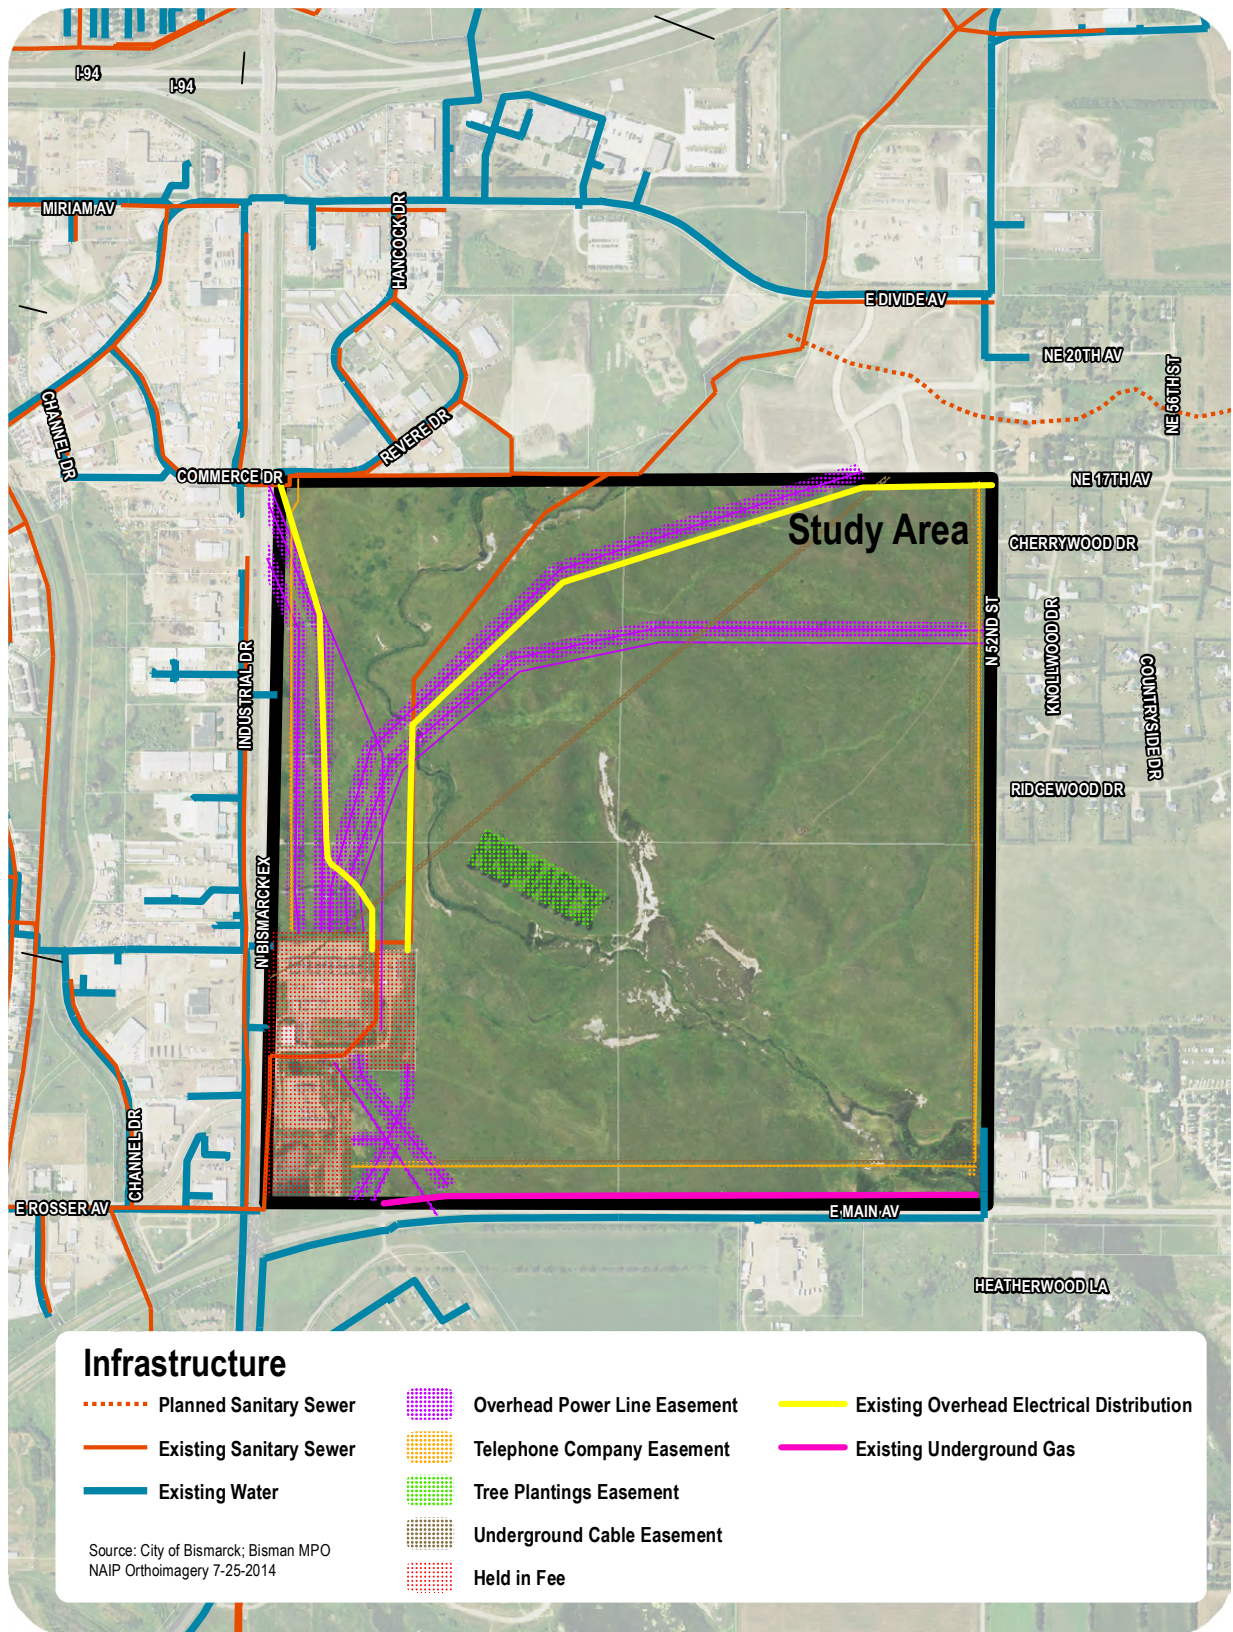 I-94
I-94
MIRIAM AV
HANCOCK DR
E DIVIDE AV
NE 20TH AV
NE 56TH ST
CHANNEL DR
REVERE DR
COMMERCE DR
NE 17TH AV
Study Area
CHERRYWOOD DR
N 52ND ST
KNOLLWOOD DR
COUNTRYSIDE DR
INDUSTRIAL DR
RIDGEWOOD DR
N BISMARCK EX
CHANNEL DR
E ROSSER AV
E MAIN AV
HEATHERWOOD LA
Infrastructure
Planned Sanitary Sewer
Existing Sanitary Sewer
Existing Water
Overhead Power Line Easement
Telephone Company Easement
Tree Plantings Easement
Underground Cable Easement
Held in Fee
Existing Overhead Electrical Distribution
Existing Underground Gas
Source: City of Bismarck; Bisman MPO
NAIP Orthoimagery 7-25-2014